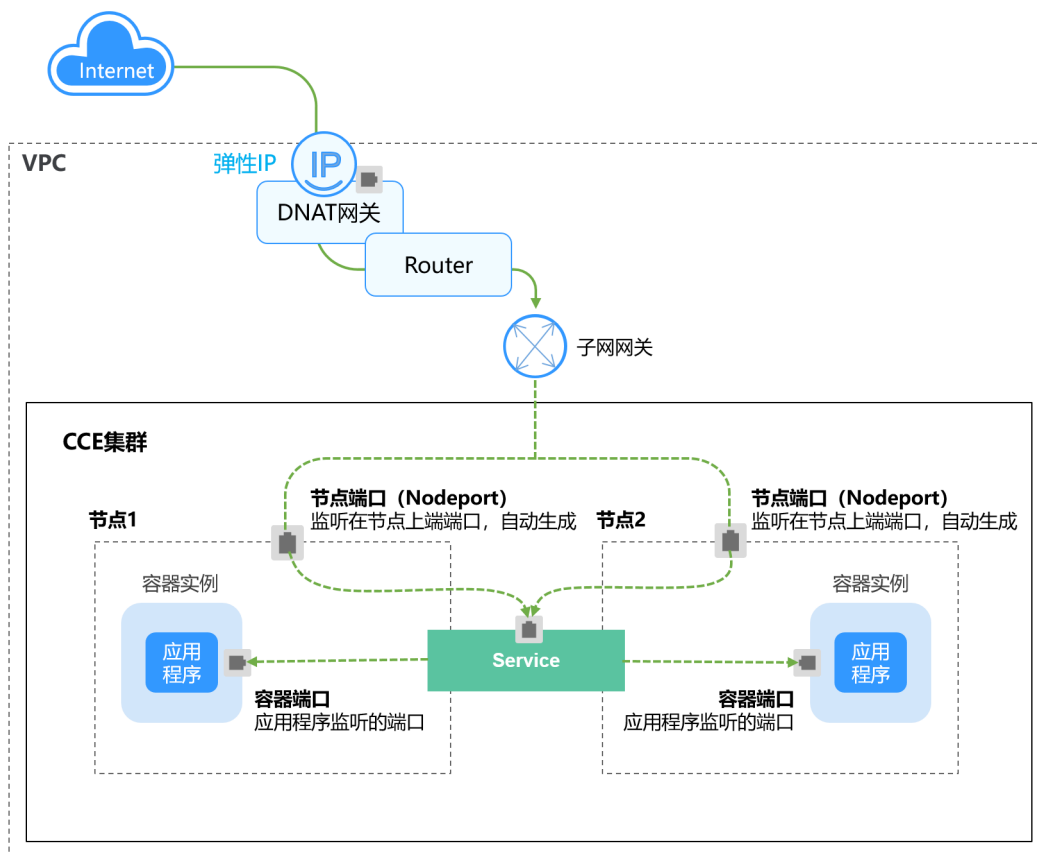 Internet
VPC
弹性IP
IP
DNAT网关
Router
子网网关
CCE集群
节点端口（Nodeport）
监听在节点上端端口，自动生成
节点端口（Nodeport）
监听在节点上端端口，自动生成
节点1
节点2
容器实例
容器实例
应用
程序
Service
应用
程序
容器端口
应用程序监听的端口
容器端口
应用程序监听的端口